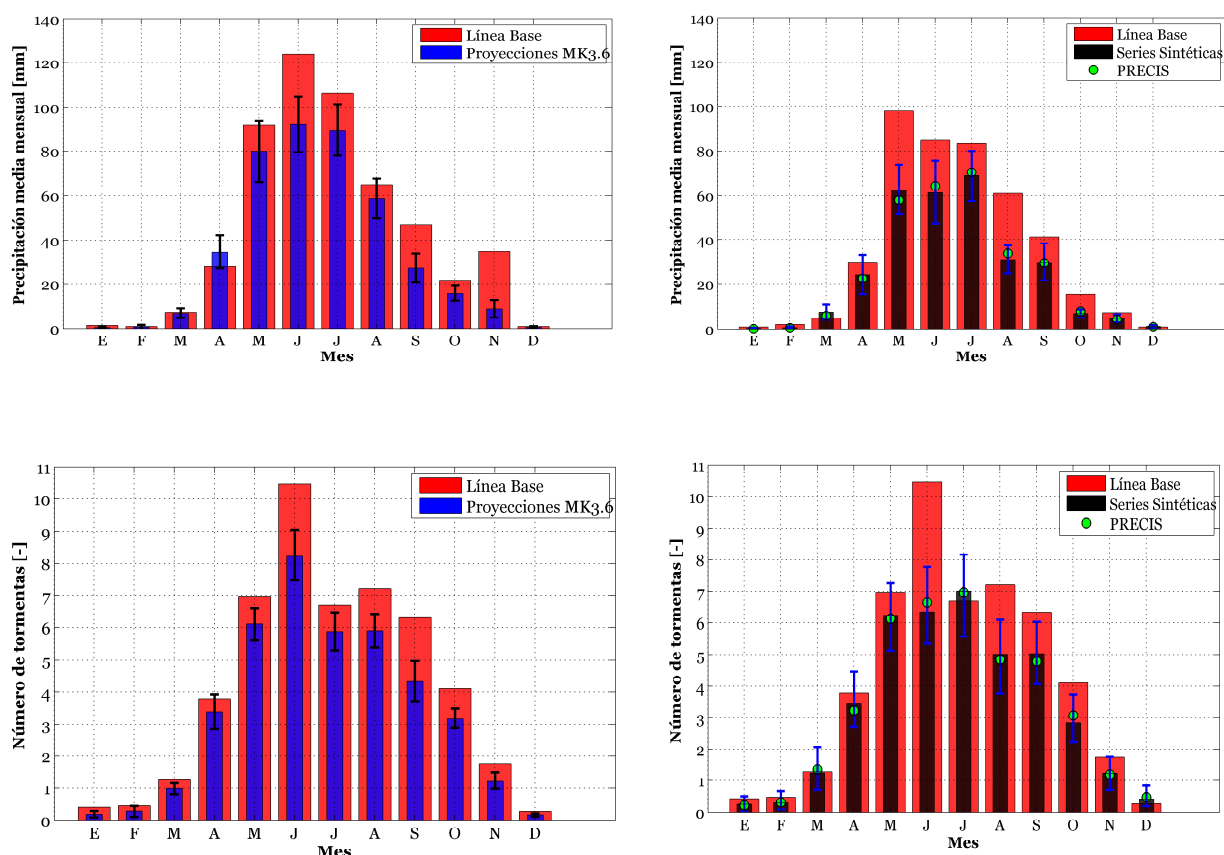 Precipitación media mensual [mm]
140
120
100
80
60
40
20
0
Línea Base
Proyecciones MK3.6
E F M A M J J A S O N D
Mes
Precipitación media mensual [mm]
140
120
100
80
60
40
20
0
Línea Base
Series Sintéticas
PRECIS
E F M A M J J A S O N D
Mes
Número de tormentas [-]
11
10
9
8
7
6
5
4
3
2
1
0
Línea Base
Proyecciones MK3.6
E F M A M J J A S O N D
Mes
Número de tormentas [-]
11
10
9
8
7
6
5
4
3
2
1
0
Línea Base
Series Sintéticas
PRECIS
E F M A M J J A S O N D
Mes